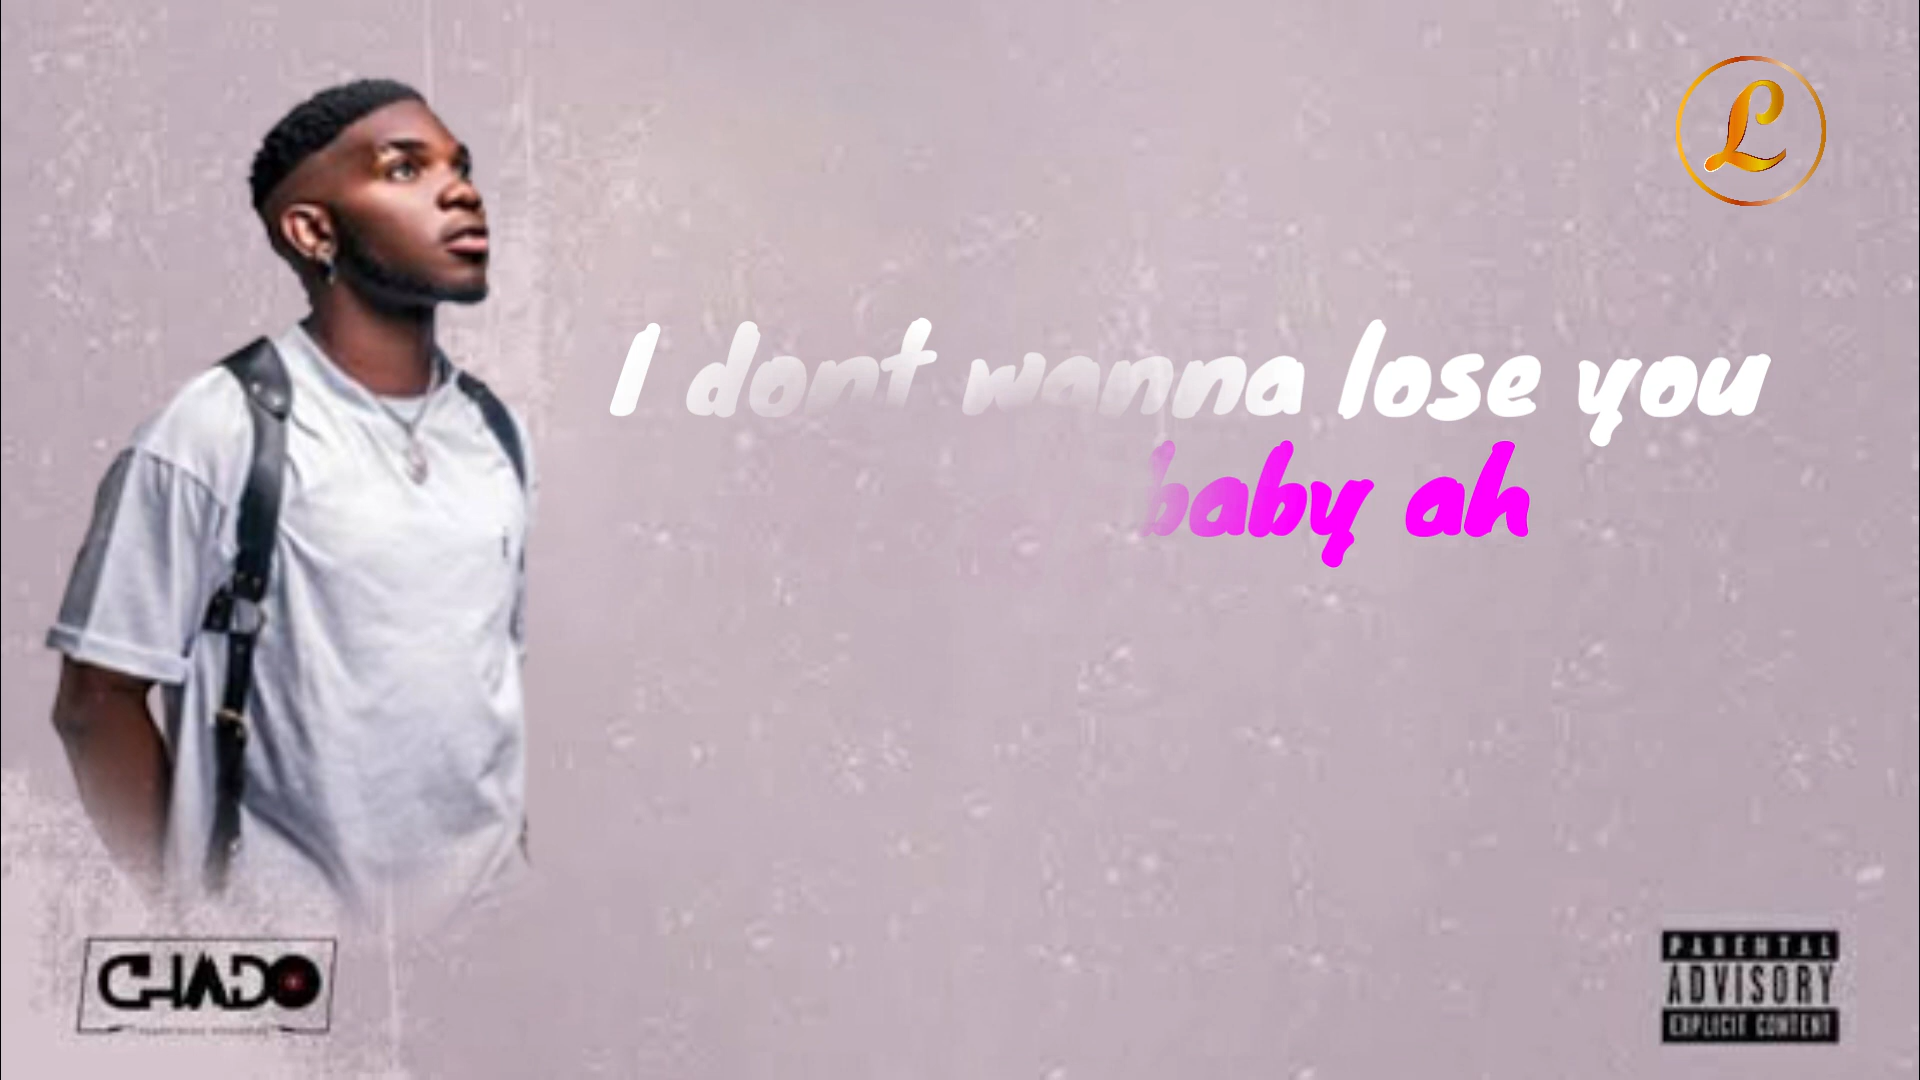 L
I dont wanna lose you
baby ah
CHADO
PARENTAL
ADVISORY
EXPLICIT CONTENT